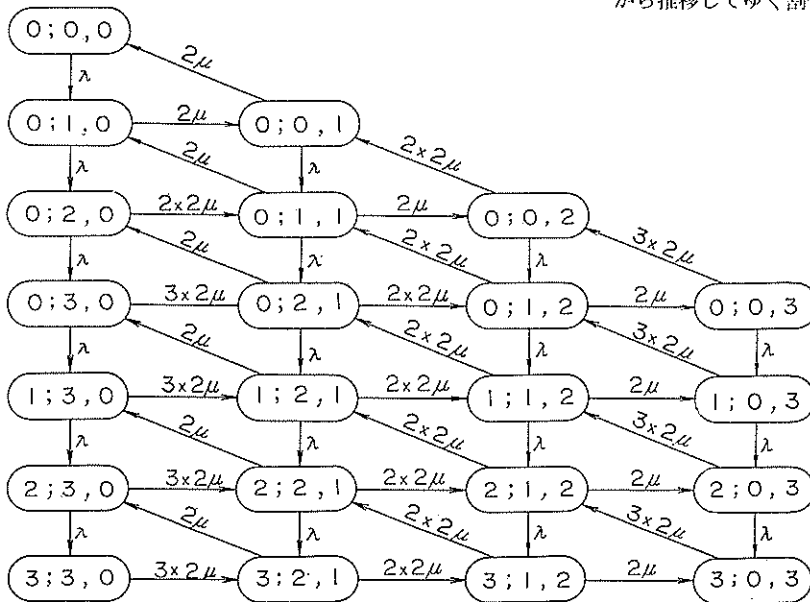 から推移してゆく割
0;0,0
2μ
λ
0;1,0 2μ 0;0,1
λ 2μ λ 2×2μ
0;2,0 2×2μ 0;1,1 2μ 0;0,2
λ 2μ λ 2×2μ λ 3×2μ
0;3,0 3×2μ 0;2,1 2×2μ 0;1,2 2μ 0;0,3
λ 2μ λ 2×2μ λ 3×2μ λ
1;3,0 3×2μ 1;2,1 2×2μ 1;1,2 2μ 1;0,3
λ 2μ λ 2×2μ λ 3×2μ λ
2;3,0 3×2μ 2;2,1 2×2μ 2;1,2 2μ 2;0,3
λ 2μ λ 2×2μ λ 3×2μ λ
3;3,0 3×2μ 3;2,1 2×2μ 3;1,2 2μ 3;0,3